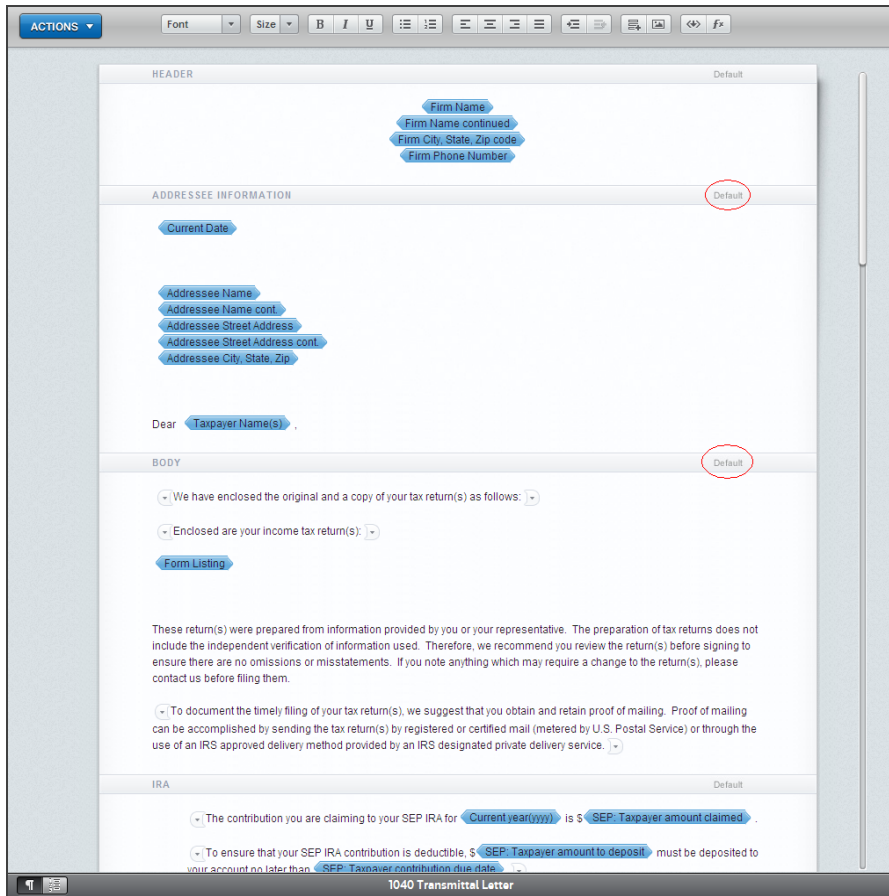 ACTIONS
Font
Size
B I U
fx
HEADER
Default
Firm Name
Firm Name continued
Firm City, State, Zip code
Firm Phone Number
ADDRESSEE INFORMATION
Default
Current Date
Addressee Name
Addressee Name cont.
Addressee Street Address
Addressee Street Address cont.
Addressee City, State, Zip
Dear Taxpayer Name(s) ,
BODY
Default
We have enclosed the original and a copy of your tax return(s) as follows:
Enclosed are your income tax return(s):
Form Listing
These return(s) were prepared from information provided by you or your representative. The preparation of tax returns does not
include the independent verification of information used. Therefore, we recommend you review the return(s) before signing to
ensure there are no omissions or misstatements. If you note anything which may require a change to the return(s), please
contact us before filing them.
To document the timely filing of your tax return(s), we suggest that you obtain and retain proof of mailing. Proof of mailing
can be accomplished by sending the tax return(s) by registered or certified mail (metered by U.S. Postal Service) or through the
use of an IRS approved delivery method provided by an IRS designated private delivery service.
IRA
Default
The contribution you are claiming to your SEP IRA for Current year(yyyy) is $ SEP: Taxpayer amount claimed .
To ensure that your SEP IRA contribution is deductible, $ SEP: Taxpayer amount to deposit must be deposited to
your account no later than SEP: Taxpayer contribution due date
1040 Transmittal Letter